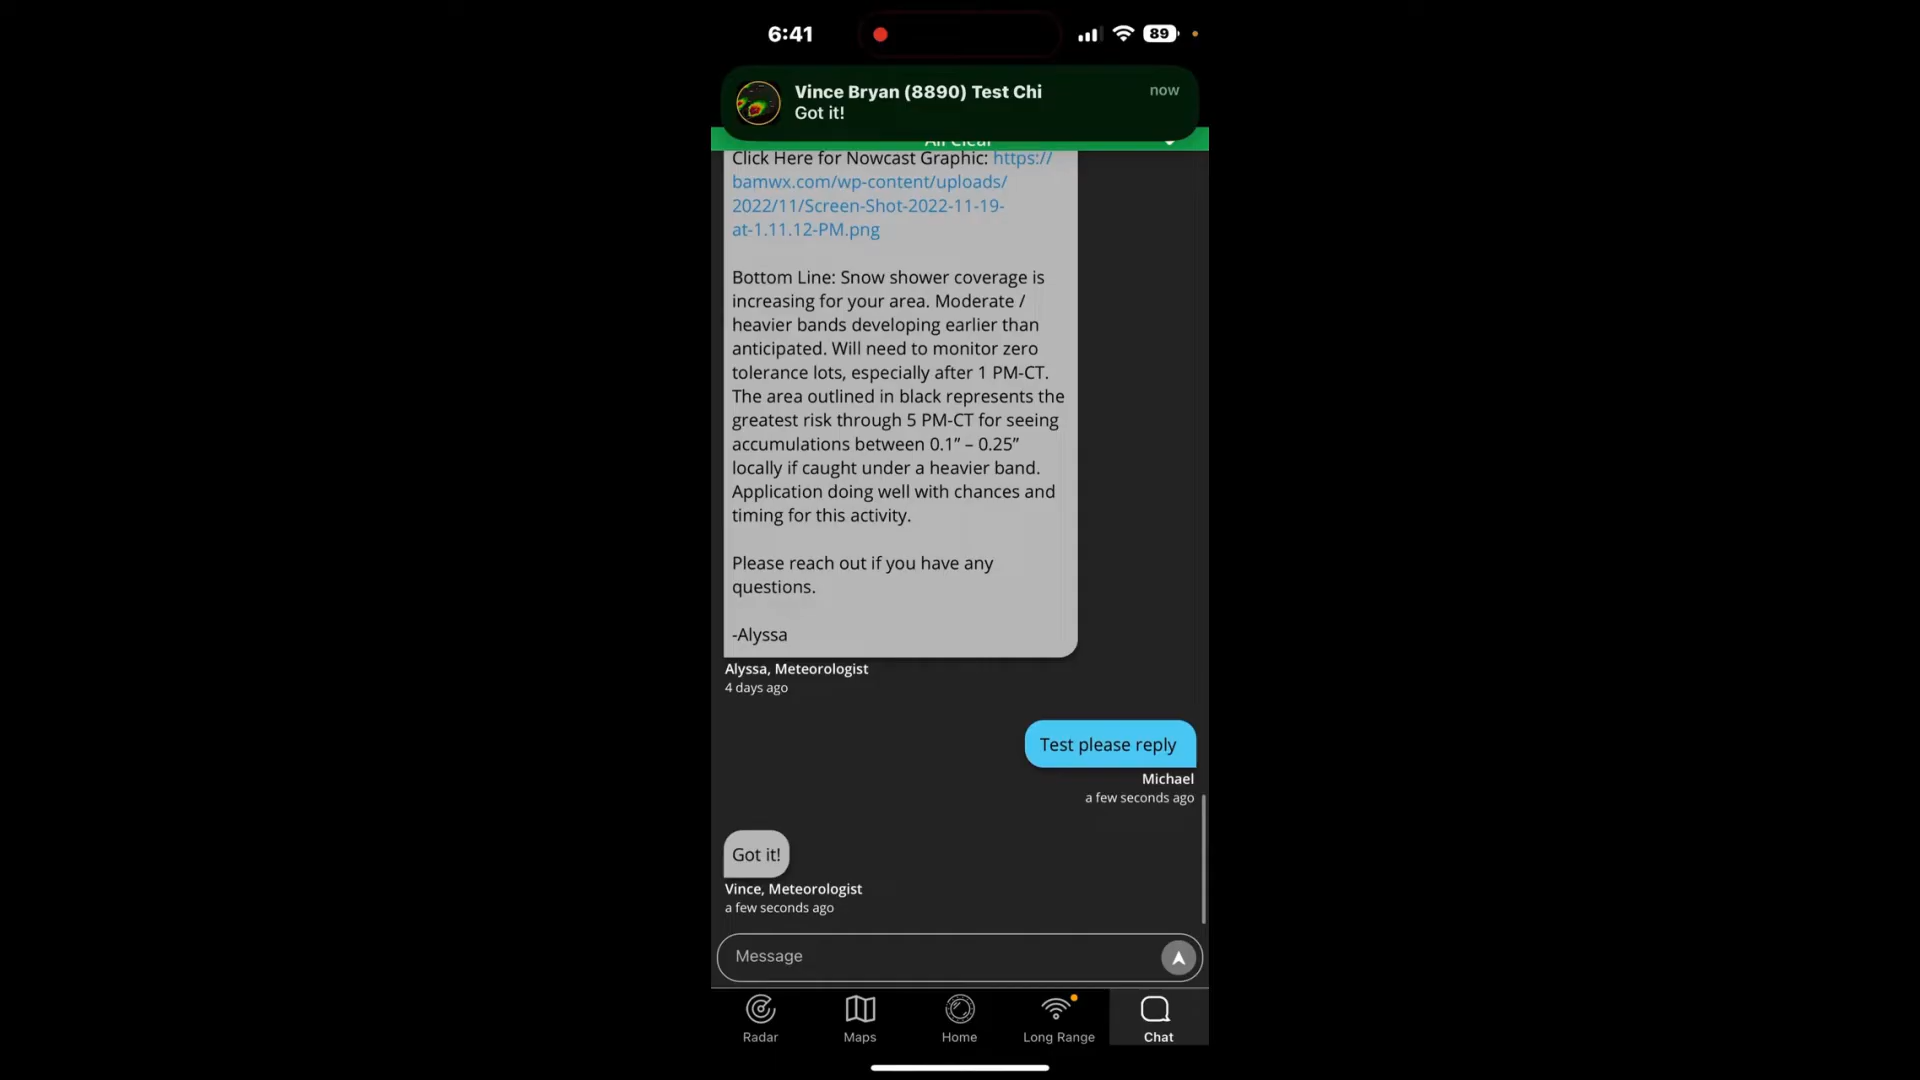 6:41
89
Vince Bryan (8890) Test Chi
now
Got it!
All Clear
Click Here for Nowcast Graphic: https://
bamwx.com/wp-content/uploads/
2022/11/Screen-Shot-2022-11-19-
at-1.11.12-PM.png
Bottom Line: Snow shower coverage is
increasing for your area. Moderate /
heavier bands developing earlier than
anticipated. Will need to monitor zero
tolerance lots, especially after 1 PM-CT.
The area outlined in black represents the
greatest risk through 5 PM-CT for seeing
accumulations between 0.1” – 0.25”
locally if caught under a heavier band.
Application doing well with chances and
timing for this activity.
Please reach out if you have any
questions.
-Alyssa
Alyssa, Meteorologist
4 days ago
Test please reply
Michael
a few seconds ago
Got it!
Vince, Meteorologist
a few seconds ago
Message
Radar
Maps
Home
Long Range
Chat